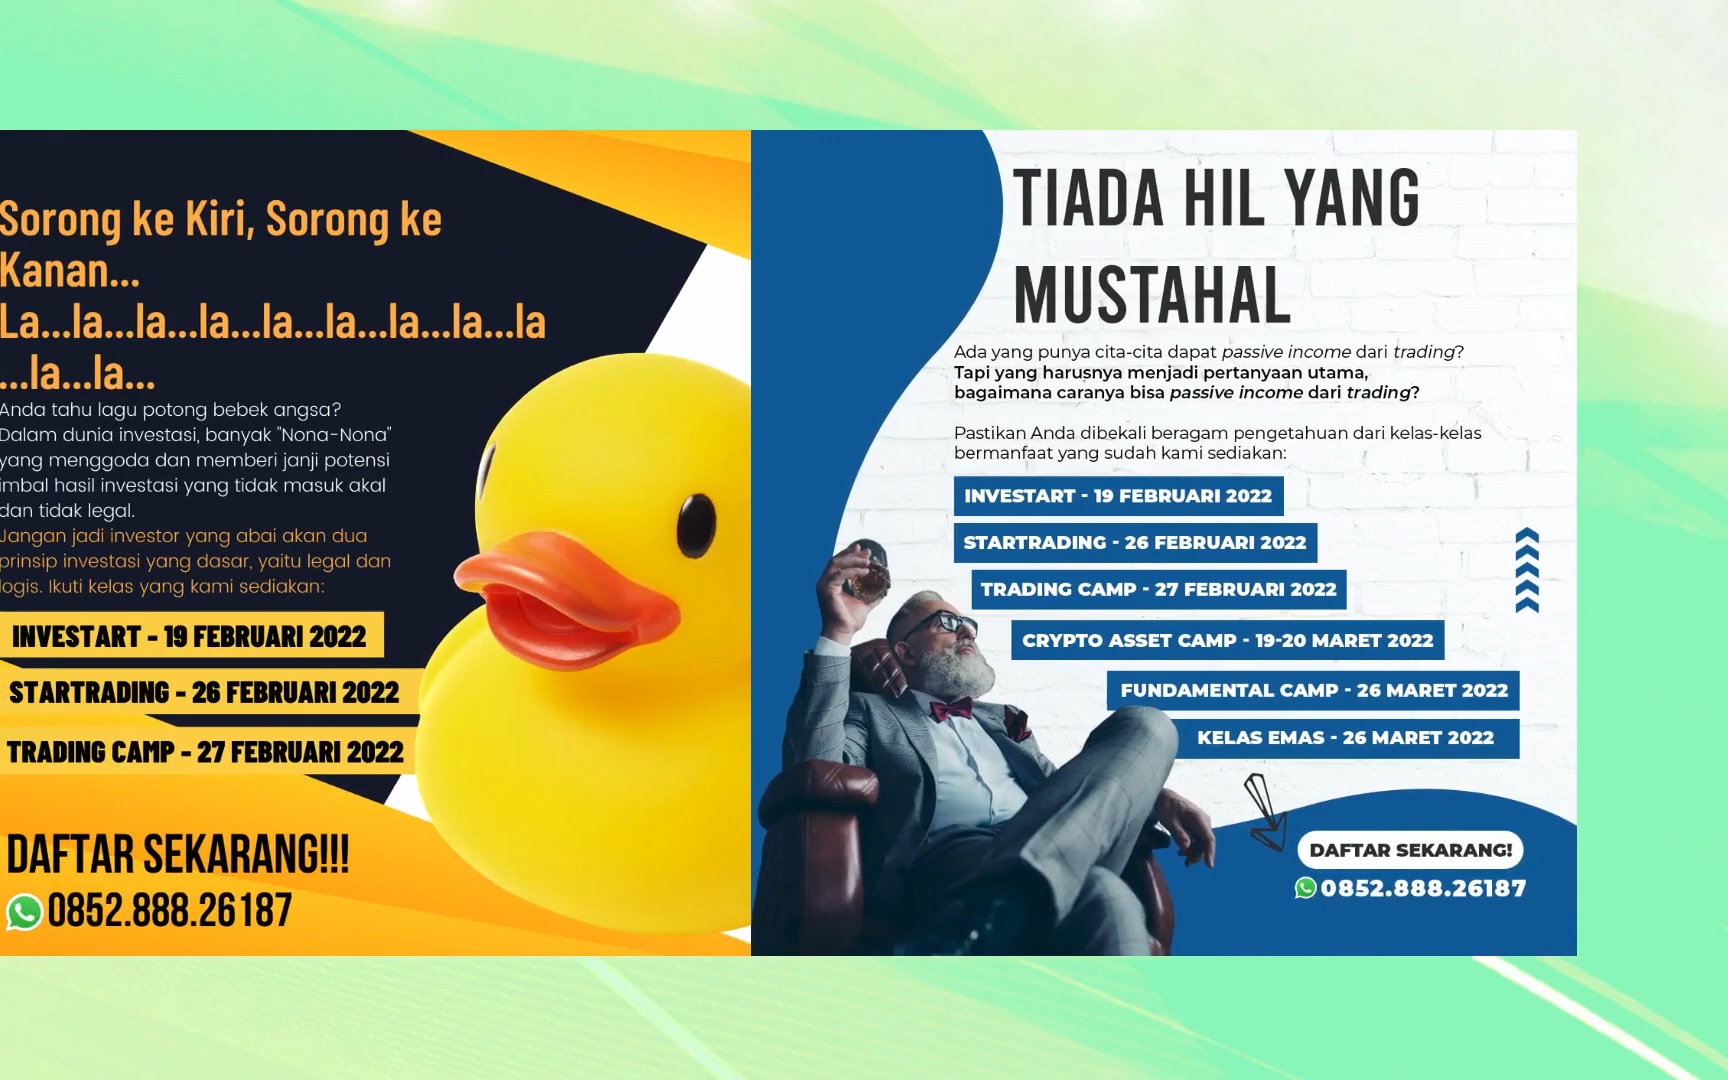 Sorong ke Kiri, Sorong ke
Kanan...
La...la...la...la...la...la...la...la...la
...la...la...
Anda tahu lagu potong bebek angsa?
Dalam dunia investasi, banyak "Nona-Nona"
yang menggoda dan memberi janji potensi
imbal hasil investasi yang tidak masuk akal
dan tidak legal.
Jangan jadi investor yang abai akan dua
prinsip investasi yang dasar, yaitu legal dan
logis. Ikuti kelas yang kami sediakan:
INVESTART - 19 FEBRUARI 2022
STARTRADING - 26 FEBRUARI 2022
TRADING CAMP - 27 FEBRUARI 2022
DAFTAR SEKARANG!!!
0852.888.26187
TIADA HIL YANG
MUSTAHAL
Ada yang punya cita-cita dapat passive income dari trading?
Tapi yang harusnya menjadi pertanyaan utama,
bagaimana caranya bisa passive income dari trading?
Pastikan Anda dibekali beragam pengetahuan dari kelas-kelas
bermanfaat yang sudah kami sediakan:
INVESTART - 19 FEBRUARI 2022
STARTRADING - 26 FEBRUARI 2022
TRADING CAMP - 27 FEBRUARI 2022
CRYPTO ASSET CAMP - 19-20 MARET 2022
FUNDAMENTAL CAMP - 26 MARET 2022
KELAS EMAS - 26 MARET 2022
DAFTAR SEKARANG!
0852.888.26187